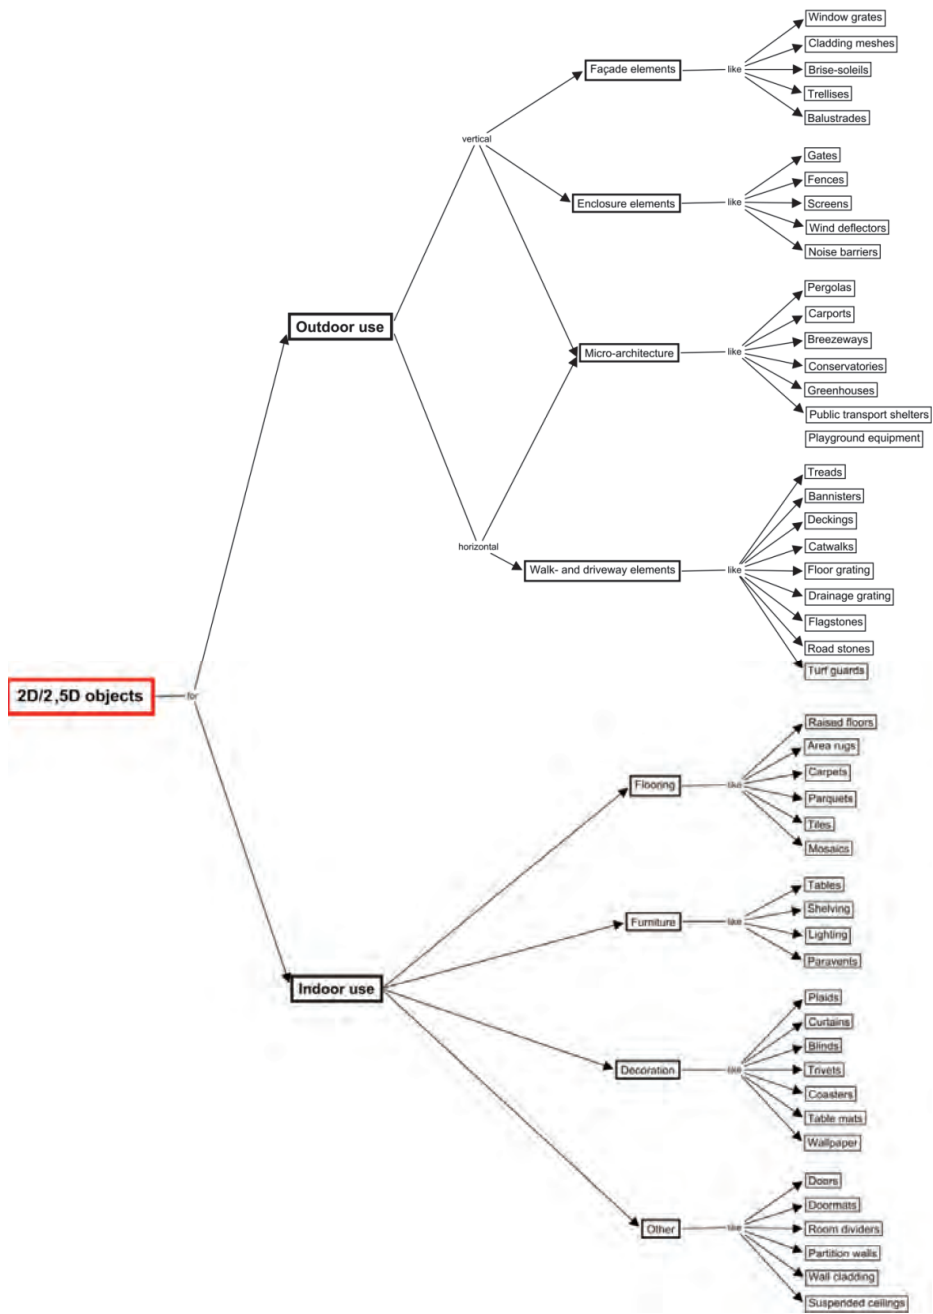 Window grates
Cladding meshes
Façade elements
like
Brise-soleils
Trellises
Balustrades
vertical
Gates
Fences
Enclosure elements
like
Screens
Wind deflectors
Noise barriers
Pergolas
Carports
Outdoor use
Breezeways
Micro-architecture
like
Conservatories
Greenhouses
Public transport shelters
Playground equipment
Treads
Bannisters
Deckings
horizontal
Catwalks
Walk- and driveway elements
like
Floor grating
Drainage grating
Flagstones
Road stones
Turf guards
2D/2,5D objects
for
Raised floors
Area rugs
Carpets
Flooring
like
Parquets
Tiles
Mosaics
Tables
Shelving
Furniture
like
Lighting
Paravents
Indoor use
Plaids
Curtains
Blinds
Decoration
like
Trivets
Coasters
Table mats
Wallpaper
Doors
Doormats
Other
like
Room dividers
Partition walls
Wall cladding
Suspended ceilings